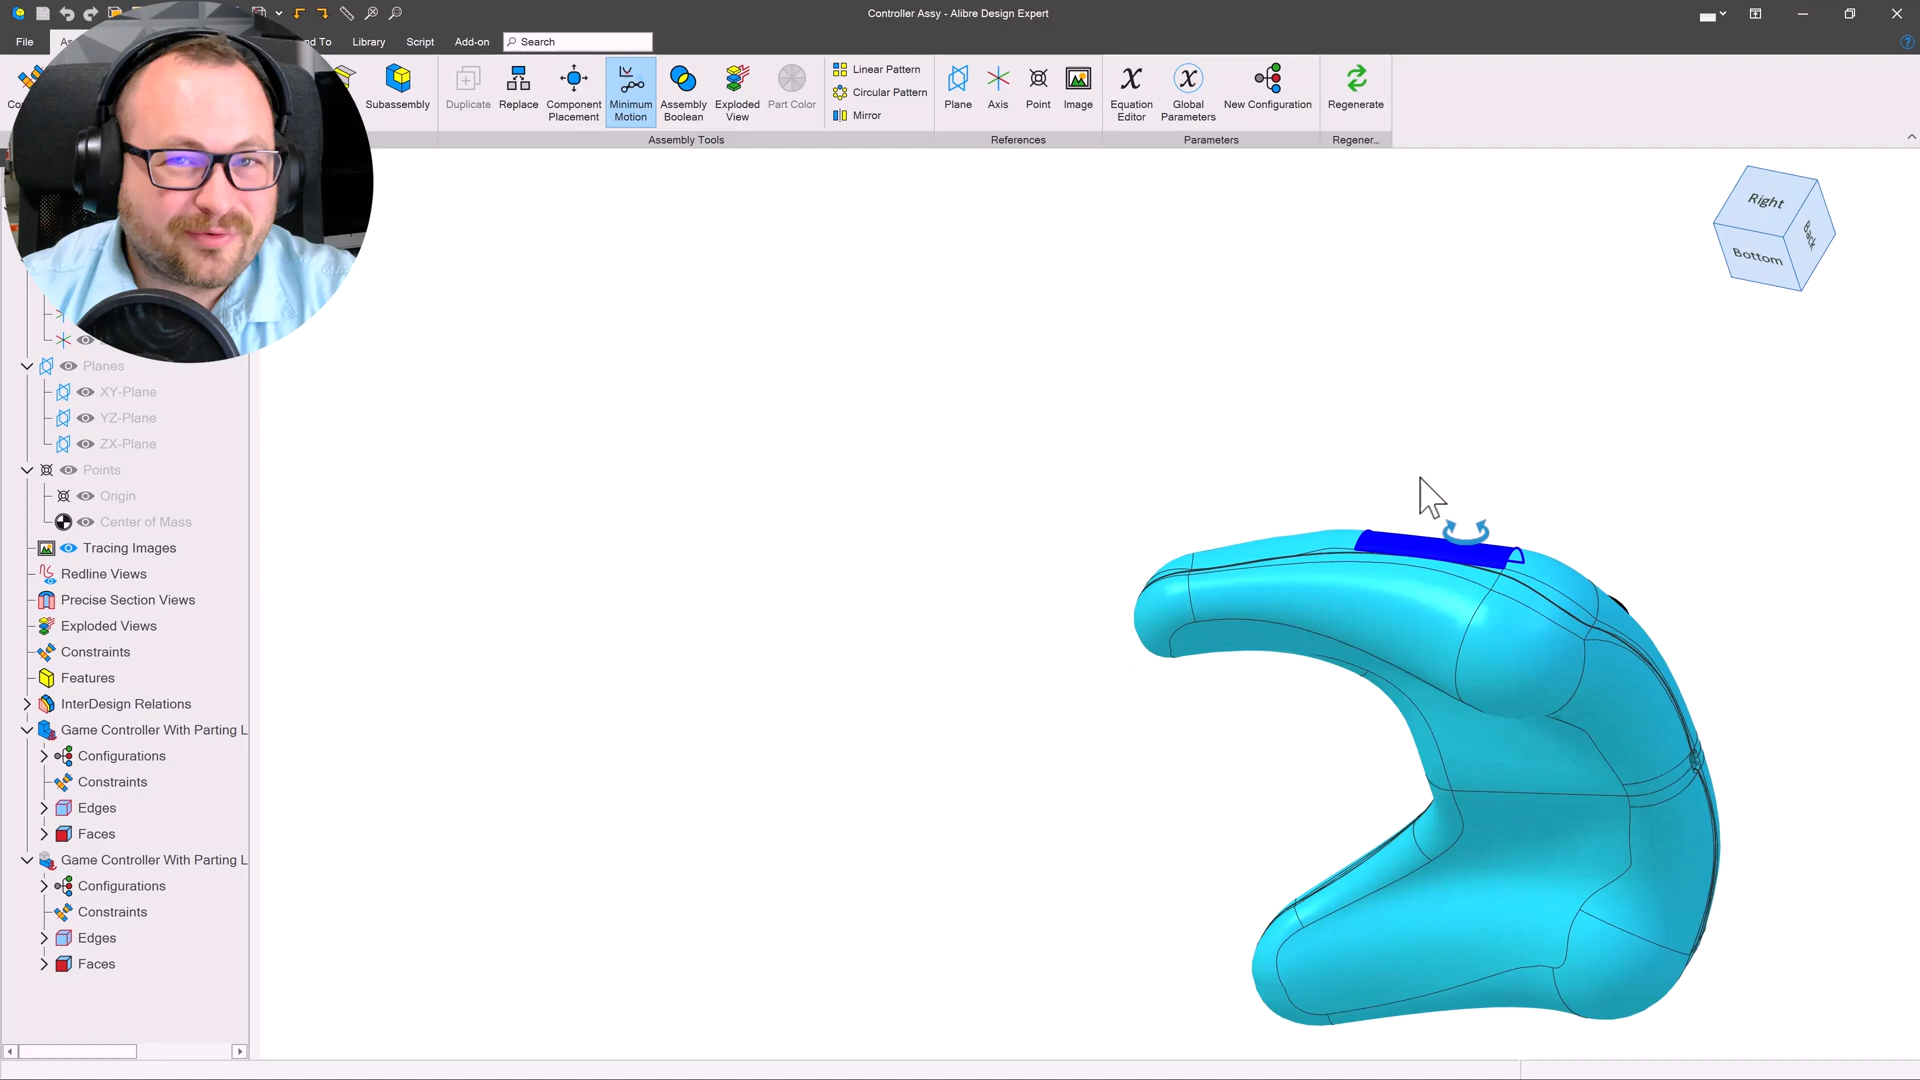 Controller Assy - Alibre Design Expert
File
Library
Script
Add-on
Search
Subassembly
Duplicate
Replace
Component Placement
Minimum Motion
Assembly Boolean
Exploded View
Part Color
Linear Pattern
Circular Pattern
Mirror
Plane
Axis
Point
Image
Equation Editor
Global Parameters
New Configuration
Regenerate
Assembly Tools
References
Parameters
Regener...
Right
Back
Bottom
Planes
XY-Plane
YZ-Plane
ZX-Plane
Points
Origin
Center of Mass
Tracing Images
Redline Views
Precise Section Views
Exploded Views
Constraints
Features
InterDesign Relations
Game Controller With Parting L
Configurations
Constraints
Edges
Faces
Game Controller With Parting L
Configurations
Constraints
Edges
Faces